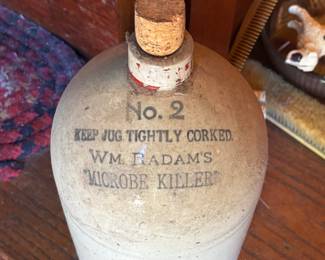 No. 2
KEEP JUG TIGHTLY CORKED.
WM. RADAM'S
"MICROBE KILLER"